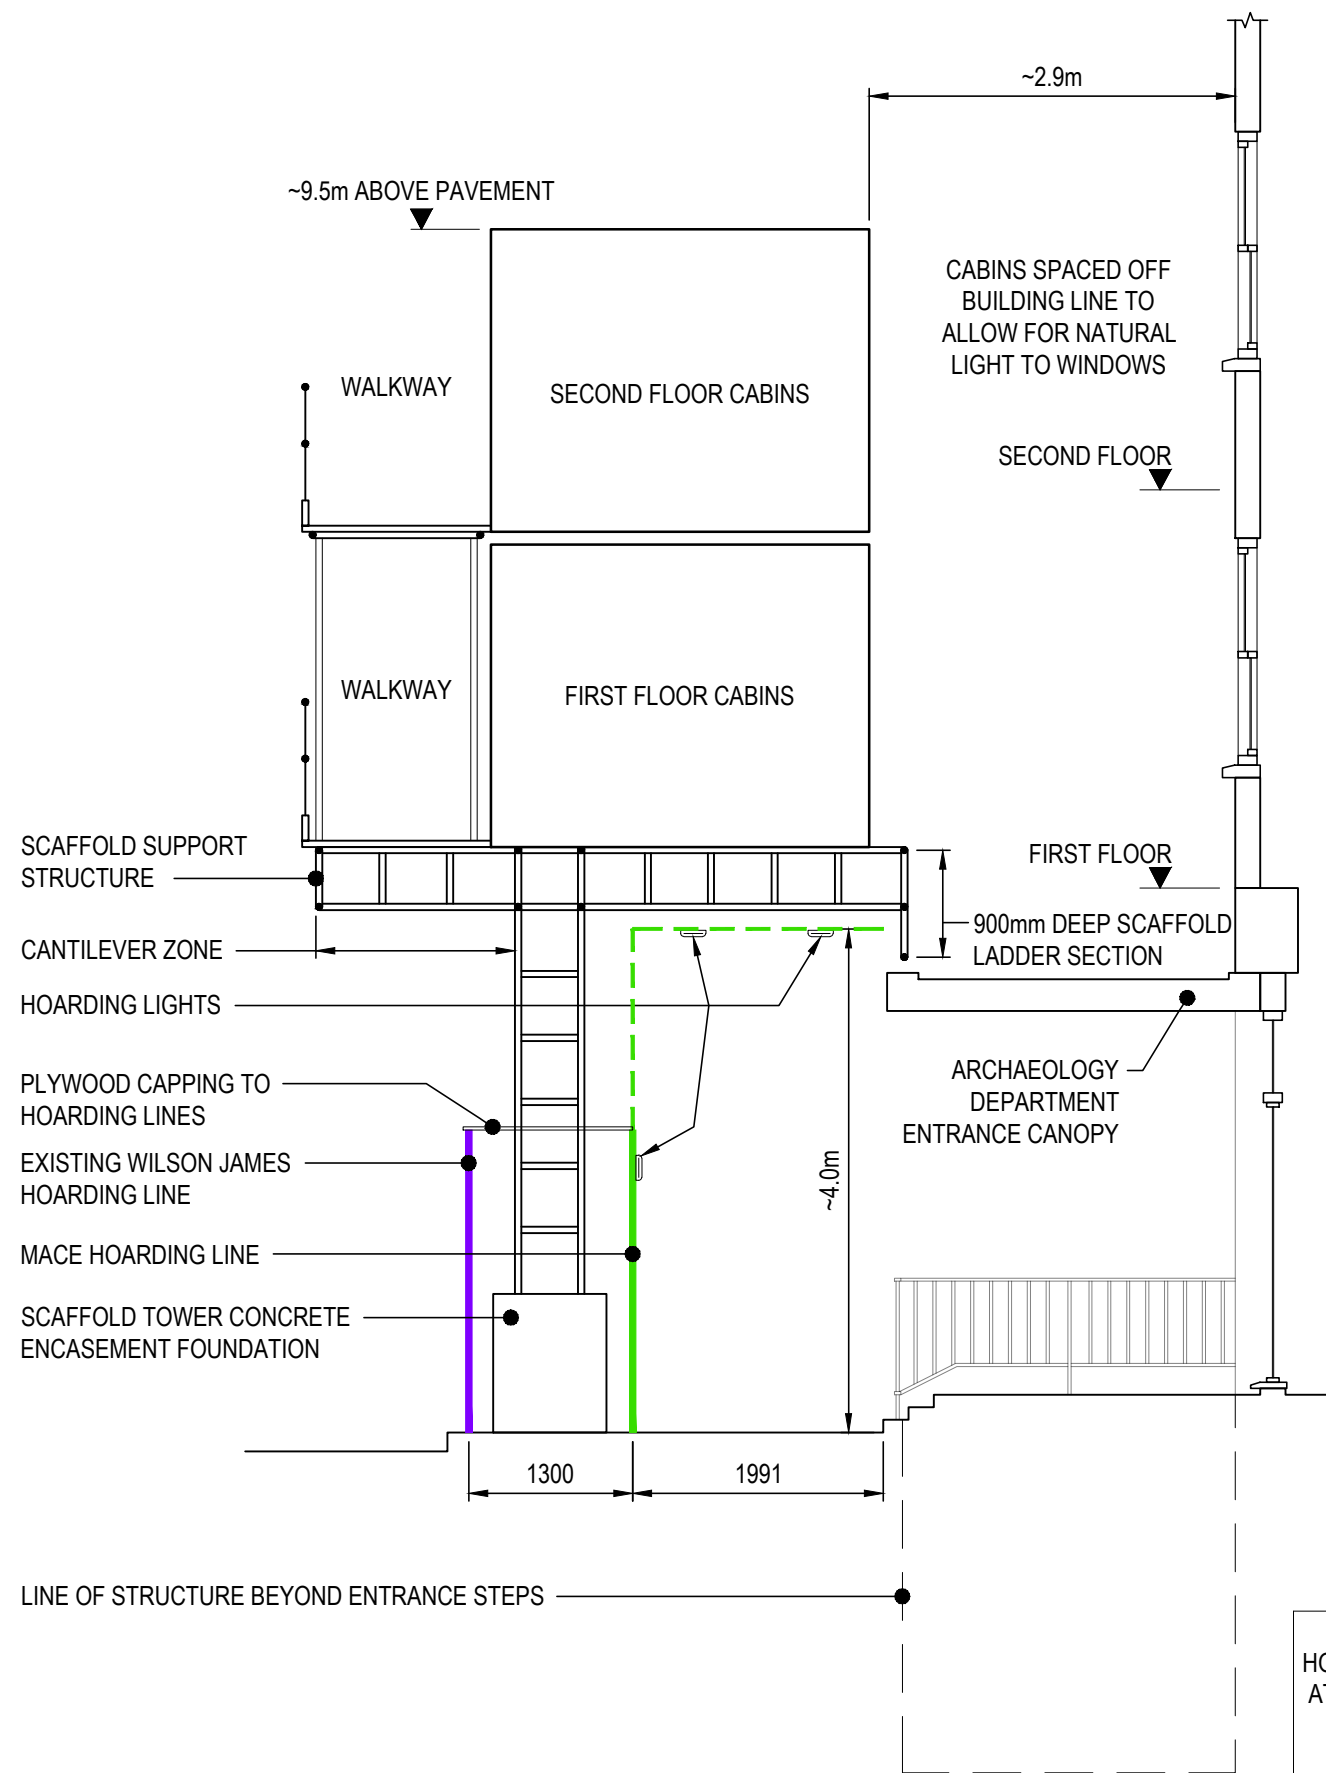 ~2.9m
~9.5m ABOVE PAVEMENT
CABINS SPACED OFF
BUILDING LINE TO
ALLOW FOR NATURAL
LIGHT TO WINDOWS
WALKWAY
SECOND FLOOR CABINS
SECOND FLOOR
WALKWAY
FIRST FLOOR CABINS
SCAFFOLD SUPPORT
STRUCTURE
FIRST FLOOR
900mm DEEP SCAFFOLD
LADDER SECTION
CANTILEVER ZONE
HOARDING LIGHTS
PLYWOOD CAPPING TO
HOARDING LINES
ARCHAEOLOGY
DEPARTMENT
ENTRANCE CANOPY
EXISTING WILSON JAMES
HOARDING LINE
~4.0m
MACE HOARDING LINE
SCAFFOLD TOWER CONCRETE
ENCASEMENT FOUNDATION
1300
1991
LINE OF STRUCTURE BEYOND ENTRANCE STEPS